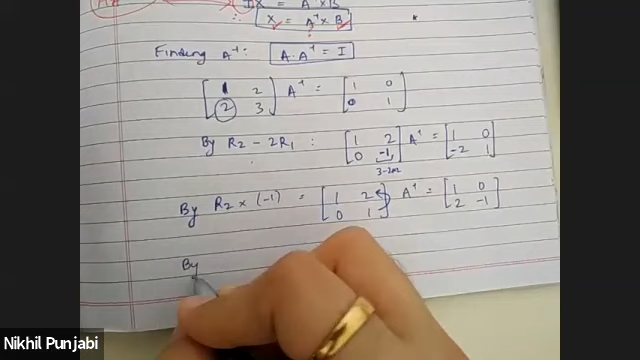 IX = A⁻¹ × B
∴ X = A⁻¹ × B
?
Finding A⁻¹: A·A⁻¹ = I
[1 2] A⁻¹ = [1 0]
[2 3] [0 1]
By R₂ – 2R₁ : [1 2] A⁻¹ = [1 0]
[0 -1] [-2 1]
3-2×2
By R₂ × (-1) = [1 2] A⁻¹ = [1 0]
[0 1] [2 -1]
By
Nikhil Punjabi